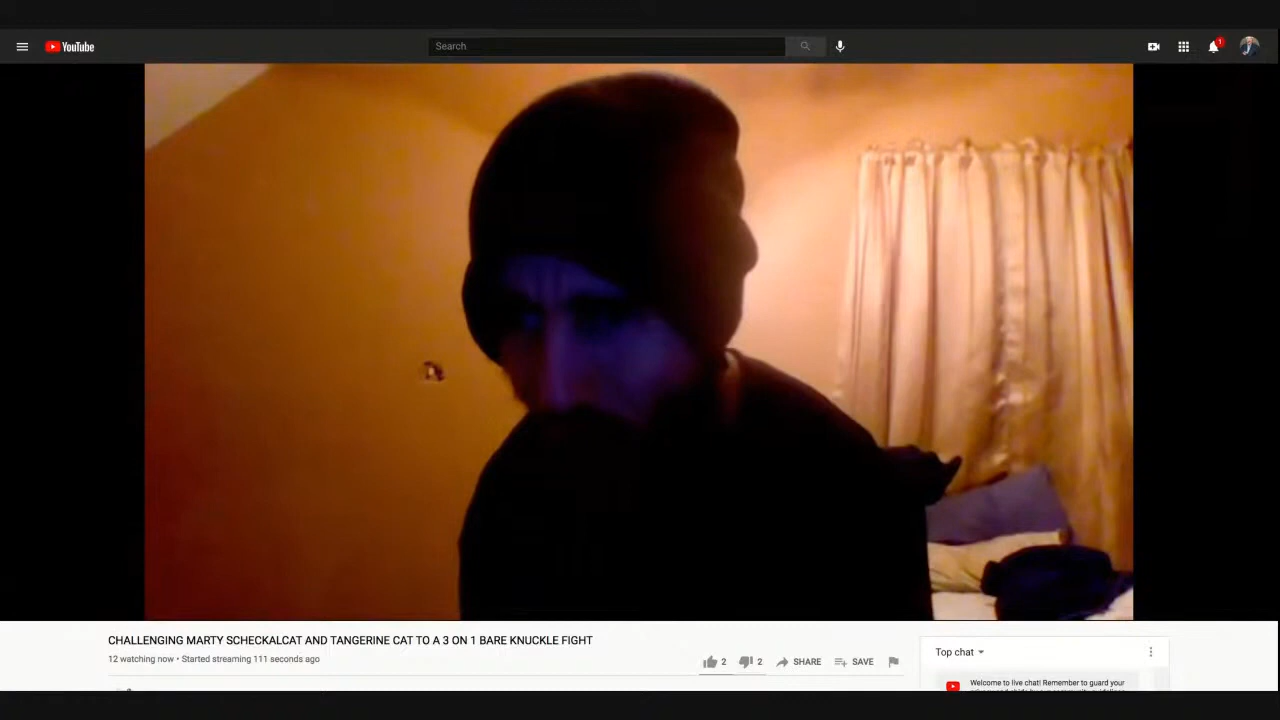 YouTube
Search
1
CHALLENGING MARTY SCHECKALCAT AND TANGERINE CAT TO A 3 ON 1 BARE KNUCKLE FIGHT
12 watching now • Started streaming 111 seconds ago
2
2
SHARE
SAVE
Top chat
Welcome to live chat! Remember to guard your